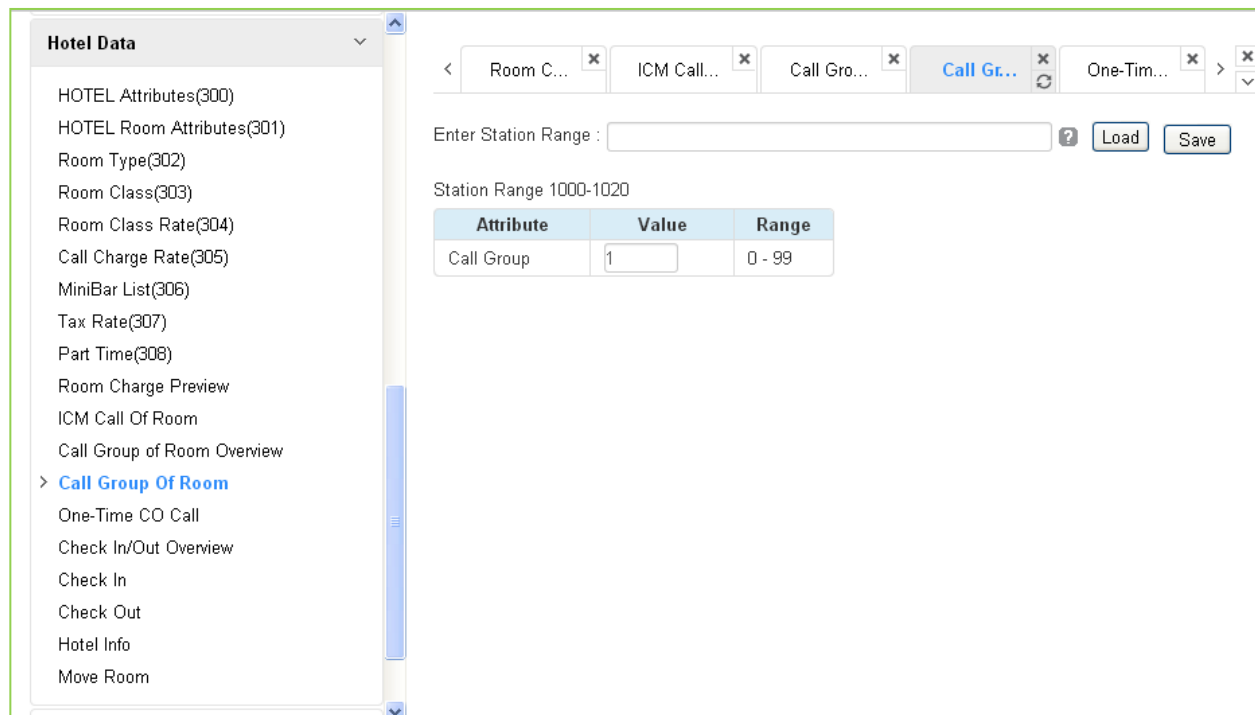 Hotel Data
HOTEL Attributes(300)
HOTEL Room Attributes(301)
Room Type(302)
Room Class(303)
Room Class Rate(304)
Call Charge Rate(305)
MiniBar List(306)
Tax Rate(307)
Part Time(308)
Room Charge Preview
ICM Call Of Room
Call Group of Room Overview
Call Group Of Room
One-Time CO Call
Check In/Out Overview
Check In
Check Out
Hotel Info
Move Room
Room C... ICM Call... Call Gro... Call Gr... One-Tim...
Enter Station Range : ? Load Save
Station Range 1000-1020
Attribute Value Range
Call Group 1 0 - 99